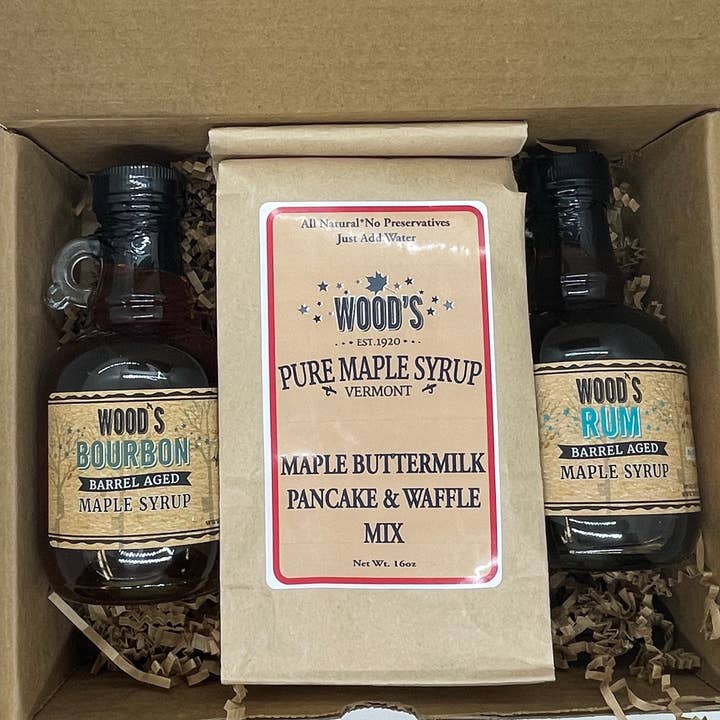 All Natural*No Preservatives
Just Add Water
WOOD'S
EST.1920
PURE MAPLE SYRUP
VERMONT
MAPLE BUTTERMILK
PANCAKE & WAFFLE
MIX
Net Wt. 16oz
WOOD'S
BOURBON
BARREL AGED
MAPLE SYRUP
WOOD'S
RUM
BARREL AGED
MAPLE SYRUP